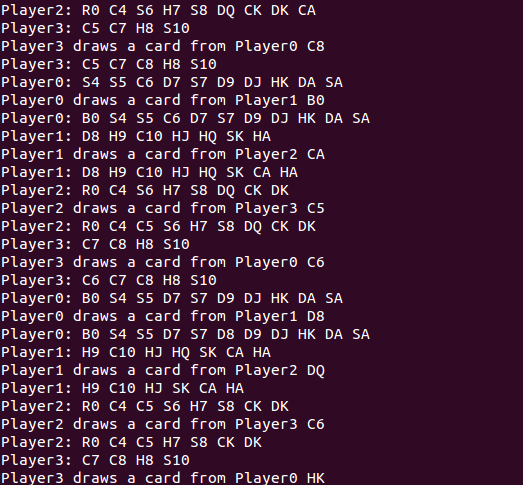 Player2: R0 C4 S6 H7 S8 DQ CK DK CA
Player3: C5 C7 H8 S10
Player3 draws a card from Player0 C8
Player3: C5 C7 C8 H8 S10
Player0: S4 S5 C6 D7 S7 D9 DJ HK DA SA
Player0 draws a card from Player1 B0
Player0: B0 S4 S5 C6 D7 S7 D9 DJ HK DA SA
Player1: D8 H9 C10 HJ HQ SK HA
Player1 draws a card from Player2 CA
Player1: D8 H9 C10 HJ HQ SK CA HA
Player2: R0 C4 S6 H7 S8 DQ CK DK
Player2 draws a card from Player3 C5
Player2: R0 C4 C5 S6 H7 S8 DQ CK DK
Player3: C7 C8 H8 S10
Player3 draws a card from Player0 C6
Player3: C6 C7 C8 H8 S10
Player0: B0 S4 S5 D7 S7 D9 DJ HK DA SA
Player0 draws a card from Player1 D8
Player0: B0 S4 S5 D7 S7 D8 D9 DJ HK DA SA
Player1: H9 C10 HJ HQ SK CA HA
Player1 draws a card from Player2 DQ
Player1: H9 C10 HJ SK CA HA
Player2: R0 C4 C5 S6 H7 S8 CK DK
Player2 draws a card from Player3 C6
Player2: R0 C4 C5 H7 S8 CK DK
Player3: C7 C8 H8 S10
Player3 draws a card from Player0 HK